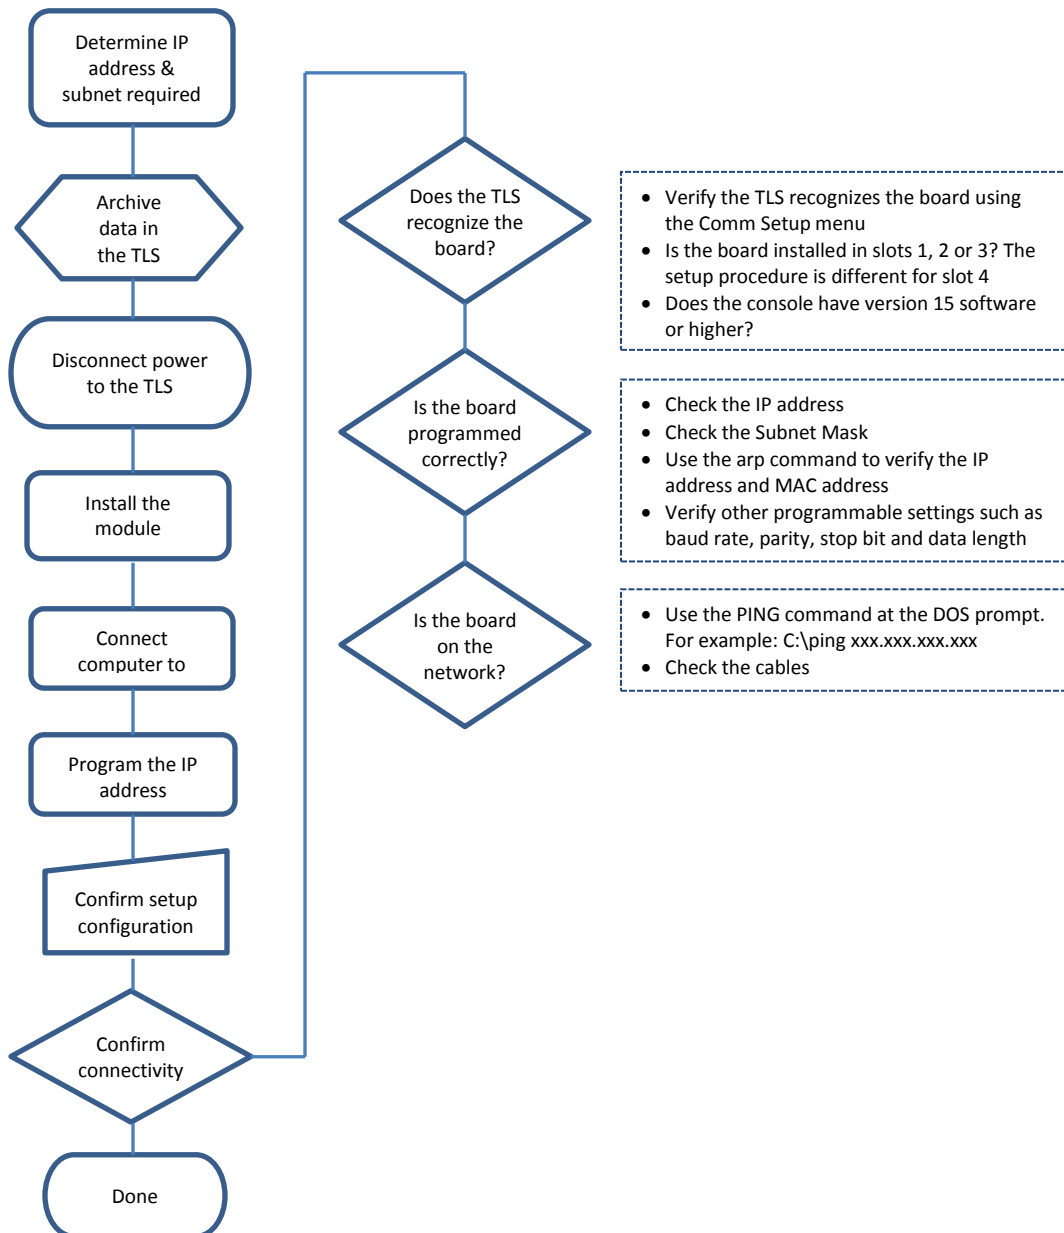 Determine IP
address &
subnet required
Archive
data in
the TLS
Disconnect power
to the TLS
Install the
module
Connect
computer to
Program the IP
address
Confirm setup
configuration
Confirm
connectivity
Done
Does the TLS
recognize the
board?
• Verify the TLS recognizes the board using
the Comm Setup menu
• Is the board installed in slots 1, 2 or 3? The
setup procedure is different for slot 4
• Does the console have version 15 software
or higher?
Is the board
programmed
correctly?
• Check the IP address
• Check the Subnet Mask
• Use the arp command to verify the IP
address and MAC address
• Verify other programmable settings such as
baud rate, parity, stop bit and data length
Is the board
on the
network?
• Use the PING command at the DOS prompt.
For example: C:\ping xxx.xxx.xxx.xxx
• Check the cables